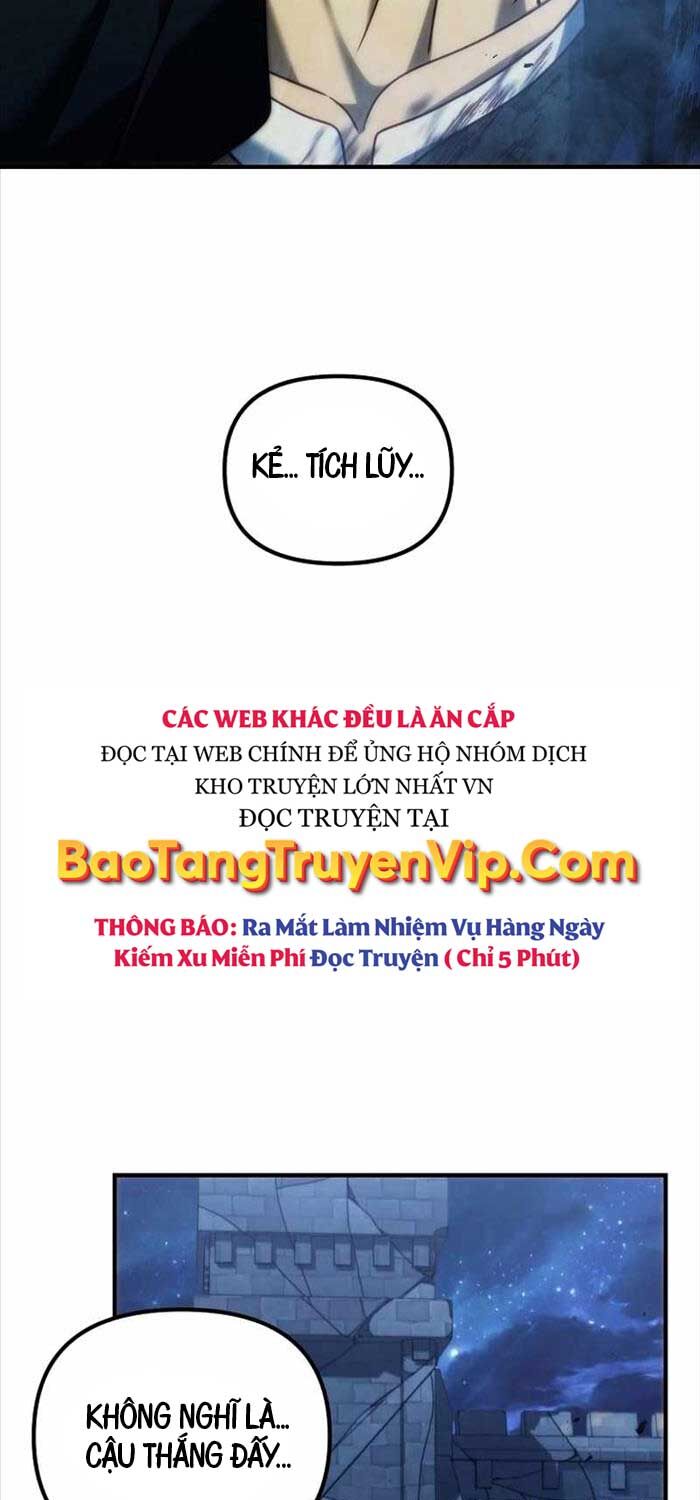 KẺ... TÍCH LŨY...
CÁC WEB KHÁC ĐỀU LÀ ĂN CẮP
ĐỌC TẠI WEB CHÍNH ĐỂ ỦNG HỘ NHÓM DỊCH
KHO TRUYỆN LỚN NHẤT VN
ĐỌC TRUYỆN TẠI
BaoTangTruyenVip.Com
THÔNG BÁO: Ra Mắt Làm Nhiệm Vụ Hàng Ngày
Kiếm Xu Miễn Phí Đọc Truyện ( Chỉ 5 Phút)
KHÔNG NGHĨ LÀ...
CẬU THẮNG ĐẤY...